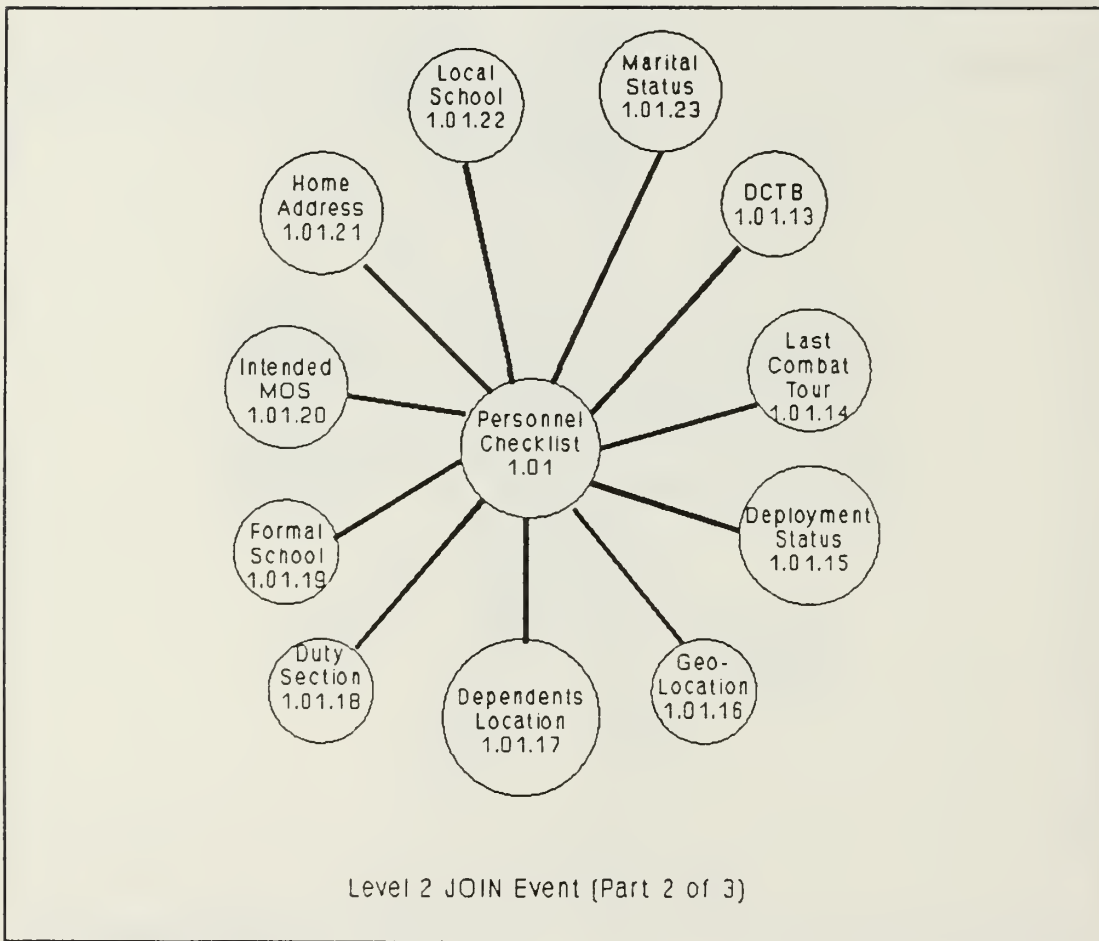 Local
School
1.01.22
Marital
Status
1.01.23
Home
Address
1.01.21
DCTB
1.01.13
Intended
MOS
1.01.20
Last
Combat
Tour
1.01.14
Personnel
Checklist
1.01
Formal
School
1.01.19
Deployment
Status
1.01.15
Duty
Section
1.01.18
Dependents
Location
1.01.17
Geo-
Location
1.01.16
Level 2 JOIN Event (Part 2 of 3)